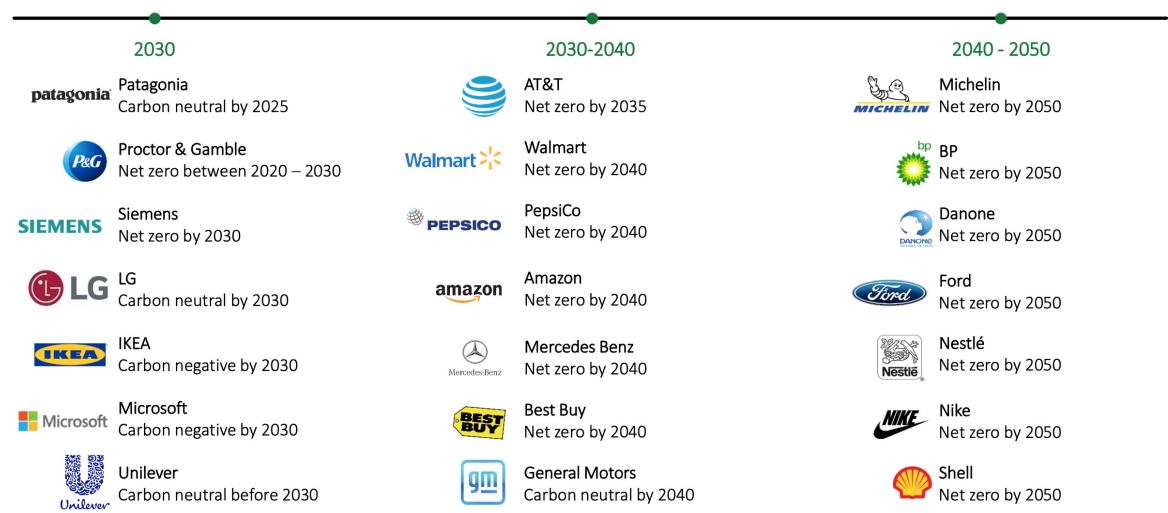 2030
2030-2040
2040 - 2050
patagonia
Patagonia
Carbon neutral by 2025
P&G
Proctor & Gamble
Net zero between 2020 – 2030
SIEMENS
Siemens
Net zero by 2030
LG
LG
Carbon neutral by 2030
IKEA
IKEA
Carbon negative by 2030
Microsoft
Microsoft
Carbon negative by 2030
Unilever
Unilever
Carbon neutral before 2030
AT&T
Net zero by 2035
Walmart
Walmart
Net zero by 2040
PEPSICO
PepsiCo
Net zero by 2040
amazon
Amazon
Net zero by 2040
Mercedes-Benz
Mercedes Benz
Net zero by 2040
BEST
BUY
Best Buy
Net zero by 2040
gm
General Motors
Carbon neutral by 2040
MICHELIN
Michelin
Net zero by 2050
bp
BP
Net zero by 2050
DANONE
Danone
Net zero by 2050
Ford
Ford
Net zero by 2050
Nestlé
Nestlé
Net zero by 2050
NIKE
Nike
Net zero by 2050
Shell
Net zero by 2050